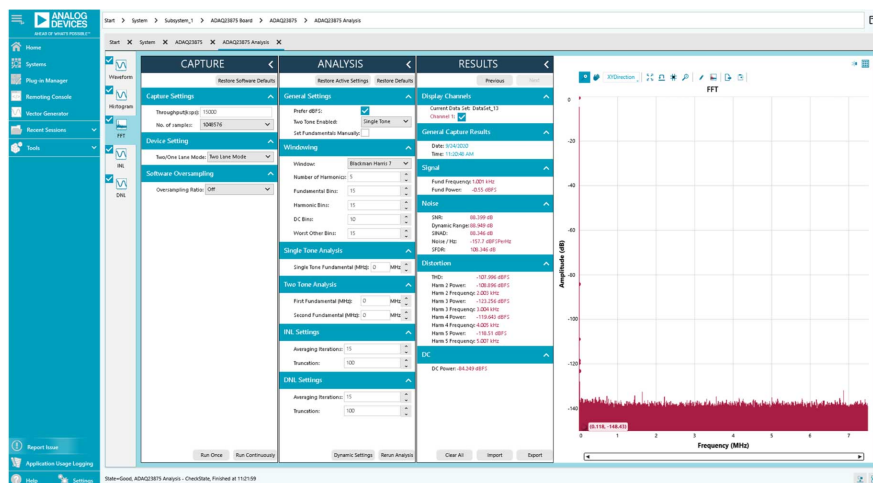 ANALOG
DEVICES
AHEAD OF WHAT'S POSSIBLE™
Start > System > Subsystem_1 > ADAQ23875 Board > ADAQ23875 > ADAQ23875 Analysis
Start X System X ADAQ23875 X ADAQ23875 Analysis X
Home
Systems
Plug-in Manager
Remoting Console
Vector Generator
Recent Sessions
Tools
Report Issue
Application Usage Logging
Help
Settings
Waveform
Histogram
FFT
INL
DNL
CAPTURE
Restore Software Defaults
Capture Settings
Throughput(ksps): 15000
No. of samples: 1048576
Device Setting
Two/One Lane Mode: Two Lane Mode
Software Oversampling
Oversampling Ratio: Off
Run Once Run Continuously
ANALYSIS
Restore Active Settings Restore Defaults
General Settings
Prefer dBFS:
Two Tone Enabled: Single Tone
Set Fundamentals Manually:
Windowing
Window: Blackman Harris 7
Number of Harmonics: 5
Fundamental Bins: 15
Harmonic Bins: 15
DC Bins: 10
Worst Other Bins: 15
Single Tone Analysis
Single Tone Fundamental (MHz): 0 MHz
Two Tone Analysis
First Fundamental (MHz): 0 MHz
Second Fundamental (MHz): 0 MHz
INL Settings
Averaging Iterations: 15
Truncation: 100
DNL Settings
Averaging Iterations: 15
Truncation: 100
Dynamic Settings Rerun Analysis
RESULTS
Previous Next
Display Channels
Current Data Set: DataSet_13
Channel 1:
General Capture Results
Date: 9/24/2020
Time: 11:20:40 AM
Signal
Fund Frequency: 1.001 kHz
Fund Power: -0.55 dBFS
Noise
SNR: 88.399 dB
Dynamic Range: 88.949 dB
SINAD: 88.346 dB
Noise / Hz: -157.7 dBFSPerHz
SFDR: 108.346 dB
Distortion
THD: -107.996 dBFS
Harm 2 Power: -108.896 dBFS
Harm 2 Frequency: 2.003 kHz
Harm 3 Power: -123.256 dBFS
Harm 3 Frequency: 3.004 kHz
Harm 4 Power: -119.643 dBFS
Harm 4 Frequency: 4.005 kHz
Harm 5 Power: -116.51 dBFS
Harm 5 Frequency: 5.007 kHz
DC
DC Power: -84.249 dBFS
Clear All Import Export
XYDirection
FFT
Amplitude (dB)
0
-20
-40
-60
-80
-100
-120
-140
(0.118, -148.43)
0 1 2 3 4 5 6 7
Frequency (MHz)
State=Good, ADAQ23875 Analysis - CheckState, Finished at 11:21:59